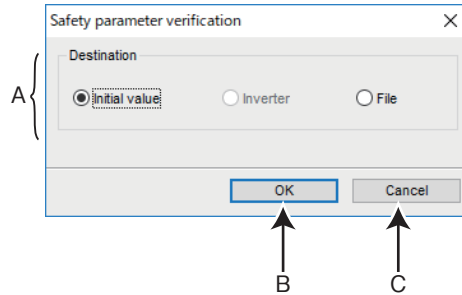 Safety parameter verification
Destination
A
Initial value
Inverter
File
OK
Cancel
B
C